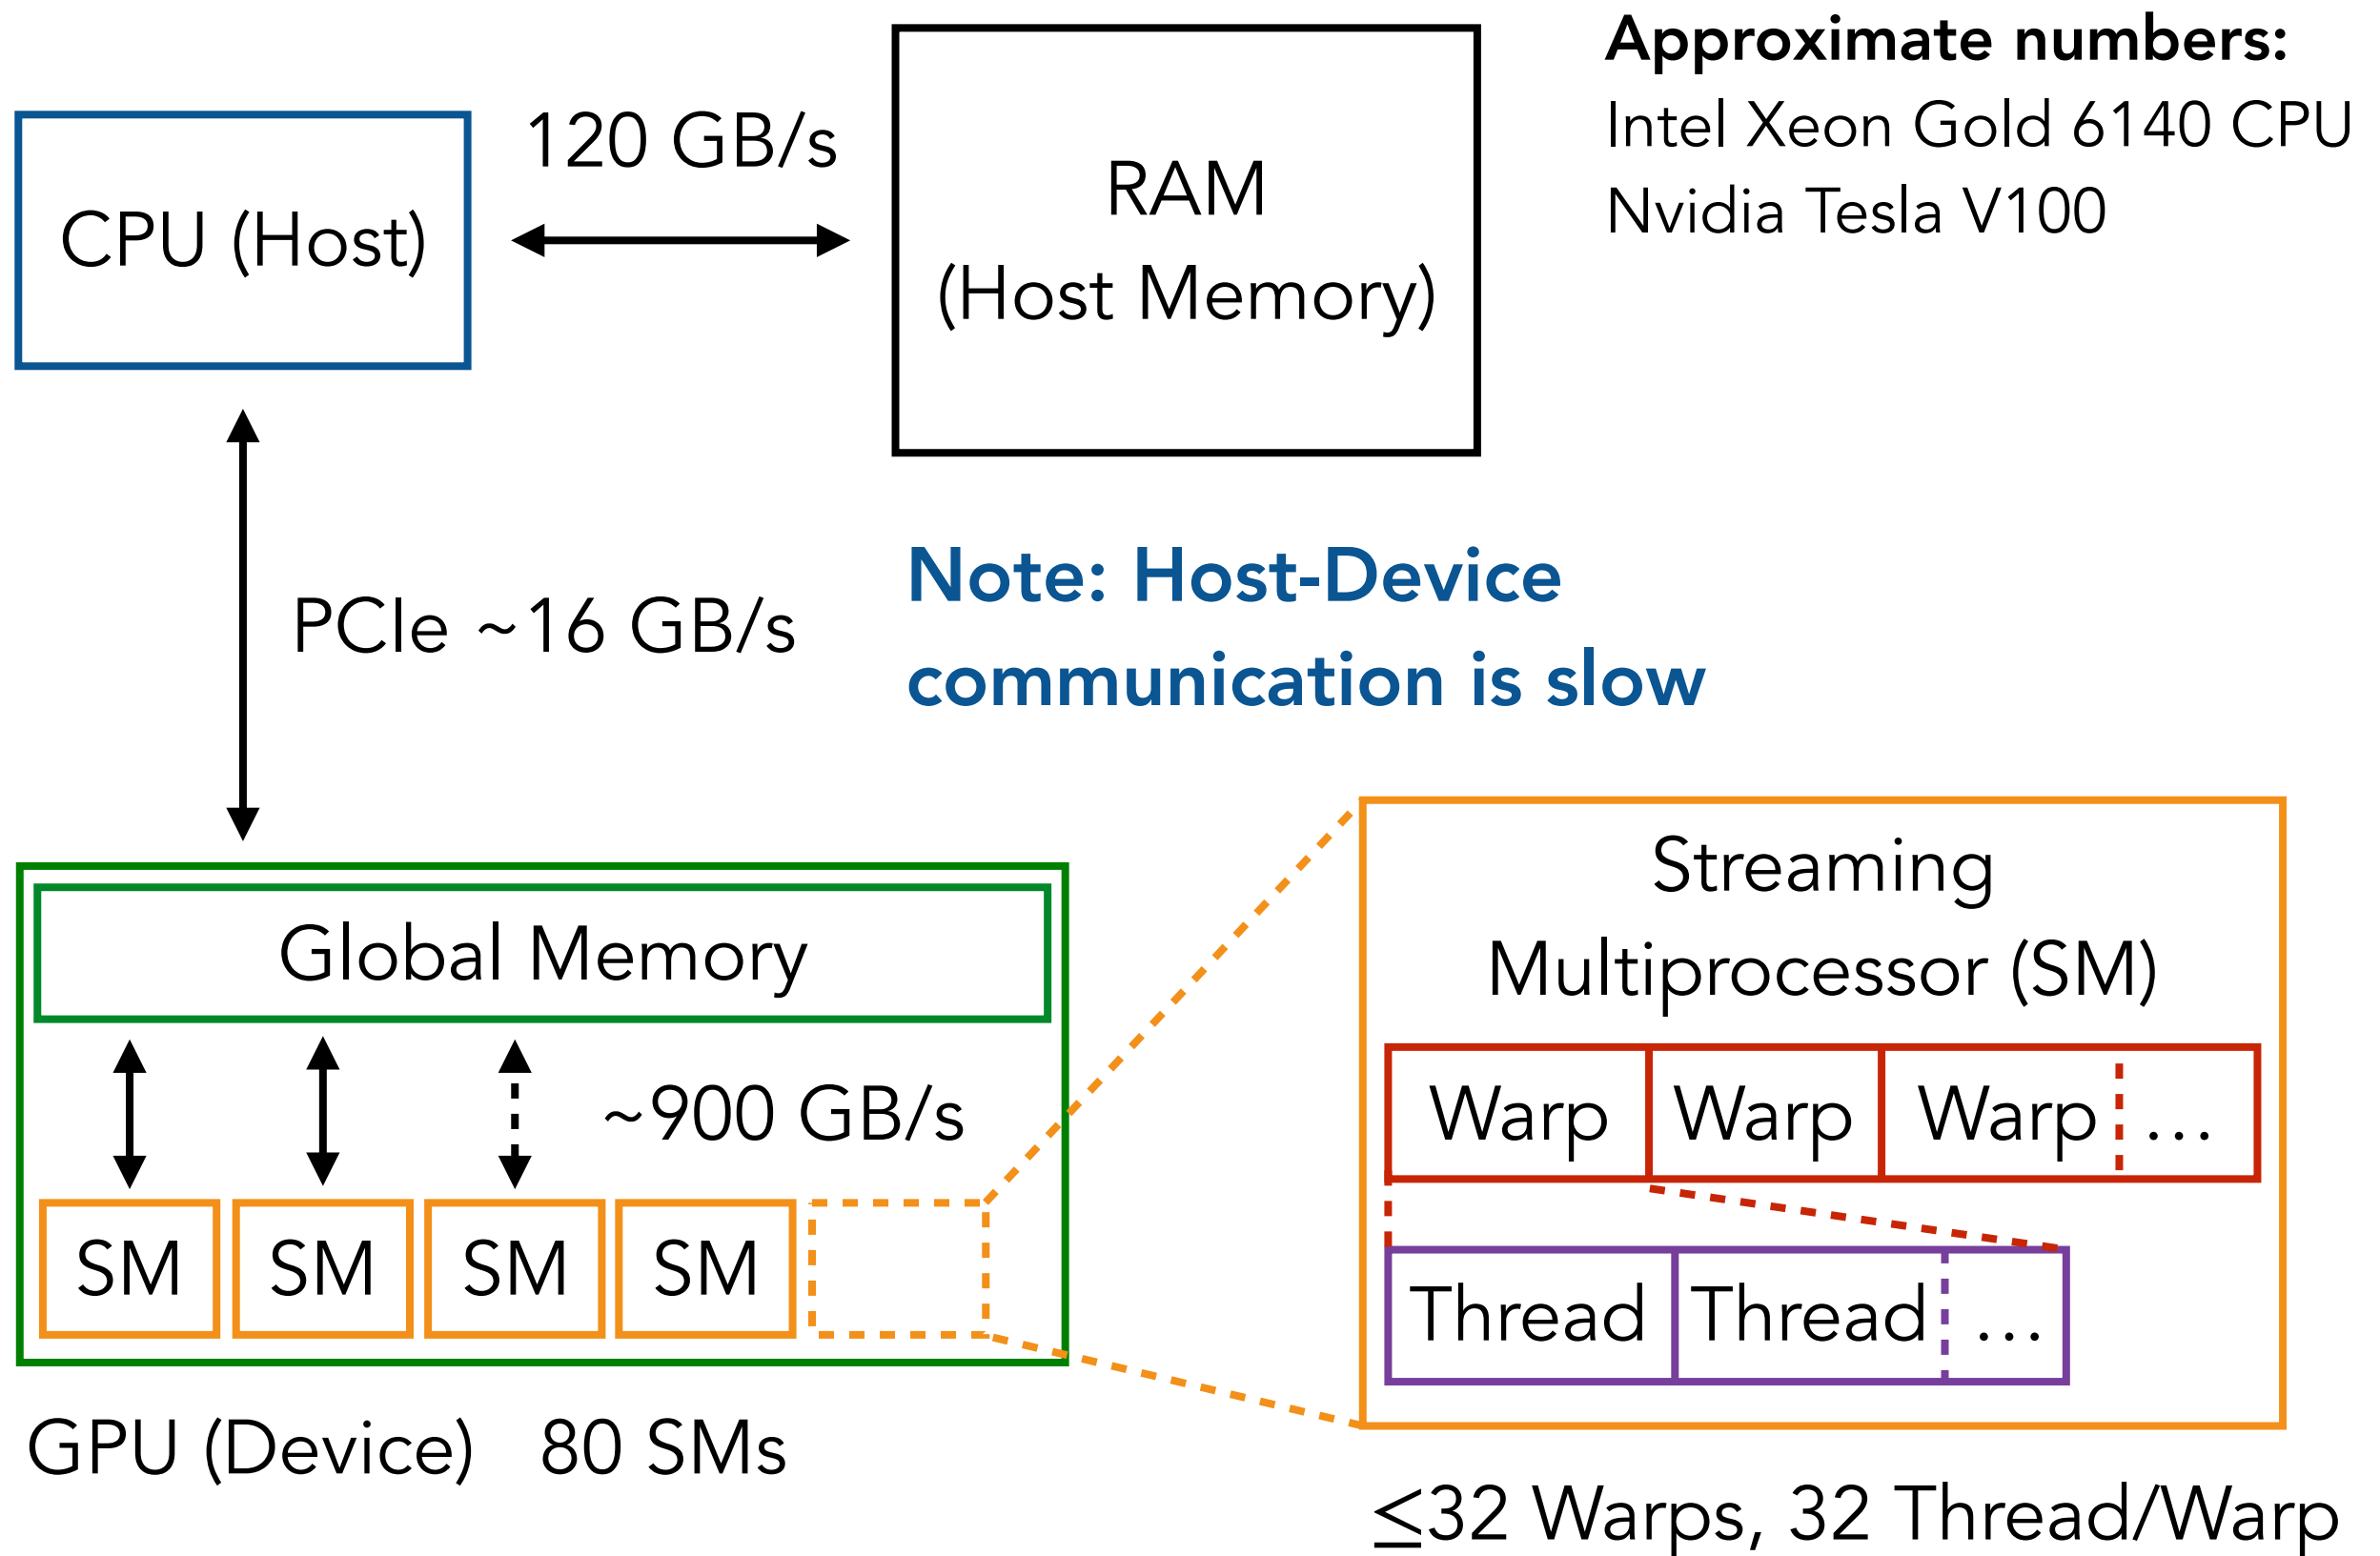 Approximate numbers:
Intel Xeon Gold 6140 CPU
Nvidia Tesla V100
CPU (Host)
120 GB/s
RAM
(Host Memory)
PCIe ~16 GB/s
Note: Host-Device
communication is slow
Global Memory
~900 GB/s
SM
SM
SM
SM
GPU (Device)
80 SMs
Streaming
Multiprocessor (SM)
Warp
Warp
Warp
...
Thread
Thread
...
≤32 Warps, 32 Thread/Warp